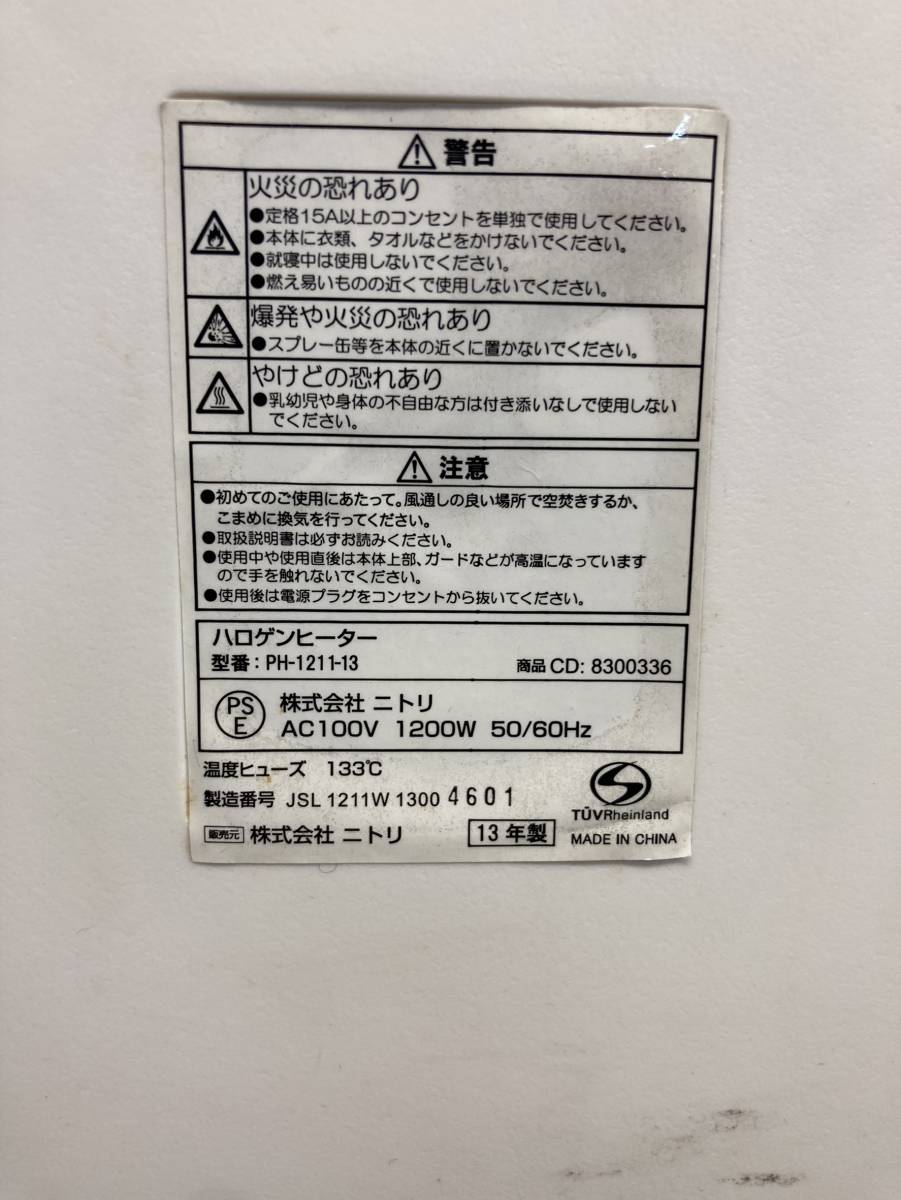 警告
火災の恐れあり
●定格15A以上のコンセントを単独で使用してください。
●本体に衣類、タオルなどをかけないでください。
●就寝中は使用しないでください。
●燃え易いものの近くで使用しないでください。
爆発や火災の恐れあり
●スプレー缶等を本体の近くに置かないでください。
やけどの恐れあり
●乳幼児や身体の不自由な方は付き添いなしで使用しない
でください。
注意
●初めてのご使用にあたって。風通しの良い場所で空焚きするか、
こまめに換気を行ってください。
●取扱説明書は必ずお読みください。
●使用中や使用直後は本体上部、ガードなどが高温になっています
ので手を触れないでください。
●使用後は電源プラグをコンセントから抜いてください。
ハロゲンヒーター
型番: PH-1211-13 商品 CD: 8300336
PS
E
株式会社 ニトリ
AC100V 1200W 50/60Hz
温度ヒューズ 133℃
製造番号 JSL 1211W 1300 4601
TÜVRheinland
販売元 株式会社 ニトリ 13 年製 MADE IN CHINA